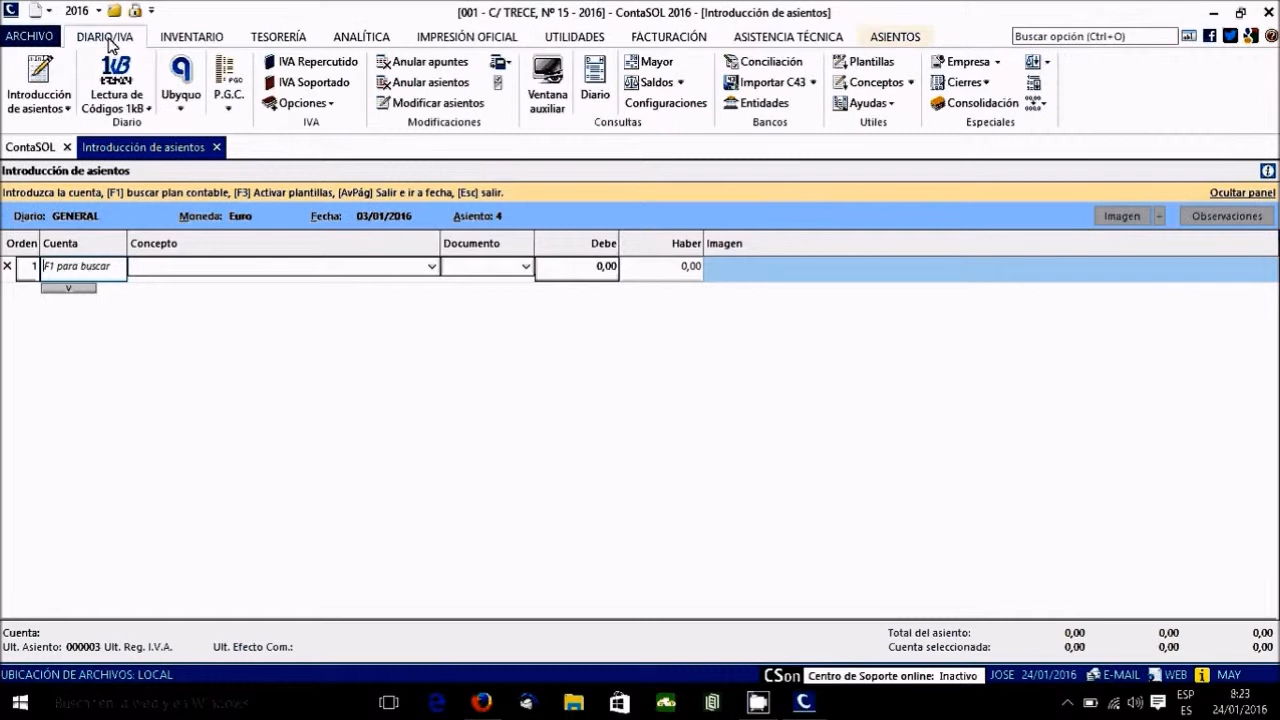 2016
[001 - C/ TRECE, Nº 15 - 2016] - ContaSOL 2016 - [Introducción de asientos]
ARCHIVO DIARIO/IVA INVENTARIO TESORERÍA ANALÍTICA IMPRESIÓN OFICIAL UTILIDADES FACTURACIÓN ASISTENCIA TÉCNICA ASIENTOS Buscar opción (Ctrl+O)
Introducción de asientos
Lectura de Códigos 1kB
Ubyquo
P.G.C.
Diario
IVA Repercutido
IVA Soportado
Opciones
IVA
Anular apuntes
Anular asientos
Modificar asientos
Modificaciones
Ventana auxiliar
Diario
Mayor
Saldos
Configuraciones
Consultas
Conciliación
Importar C43
Entidades
Bancos
Plantillas
Conceptos
Ayudas
Utiles
Empresa
Cierres
Consolidación
Especiales
ContaSOL Introducción de asientos
Introducción de asientos
Introduzca la cuenta, [F1] buscar plan contable, [F3] Activar plantillas, [AvPág] Salir e ir a fecha, [Esc] salir. Ocultar panel
Diario: GENERAL Moneda: Euro Fecha: 03/01/2016 Asiento: 4 Imagen Observaciones
Orden Cuenta Concepto Documento Debe Haber Imagen
1 F1 para buscar 0,00 0,00
Cuenta: Total del asiento: 0,00 0,00 0,00
Ult. Asiento: 000003 Ult. Reg. I.V.A. Ult. Efecto Com.: Cuenta seleccionada: 0,00 0,00 0,00
UBICACIÓN DE ARCHIVOS: LOCAL CSon Centro de Soporte online: Inactivo JOSE 24/01/2016 E-MAIL WEB MAY
Buscar en la web y en Windows
ESP
ES
8:23
24/01/2016